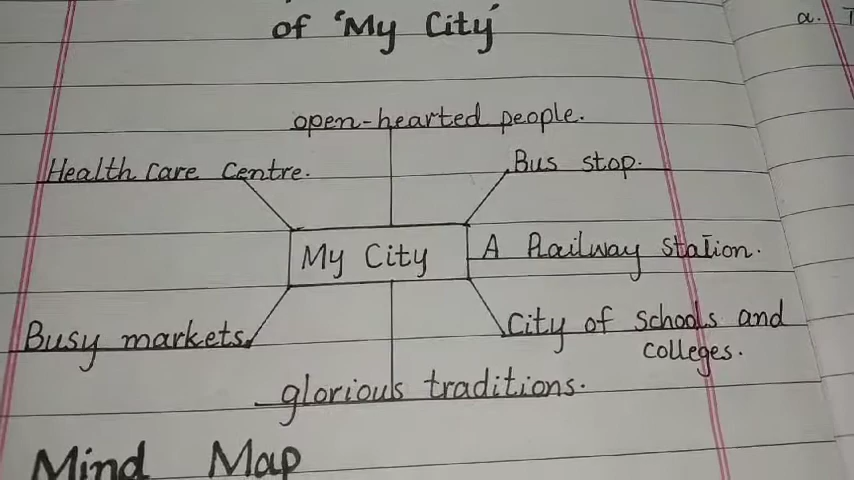 of 'My City'
a.
open-hearted people.
Health care centre.
Bus stop.
My City
A Railway station.
Busy markets.
City of schools and
colleges.
glorious traditions.
Mind Map